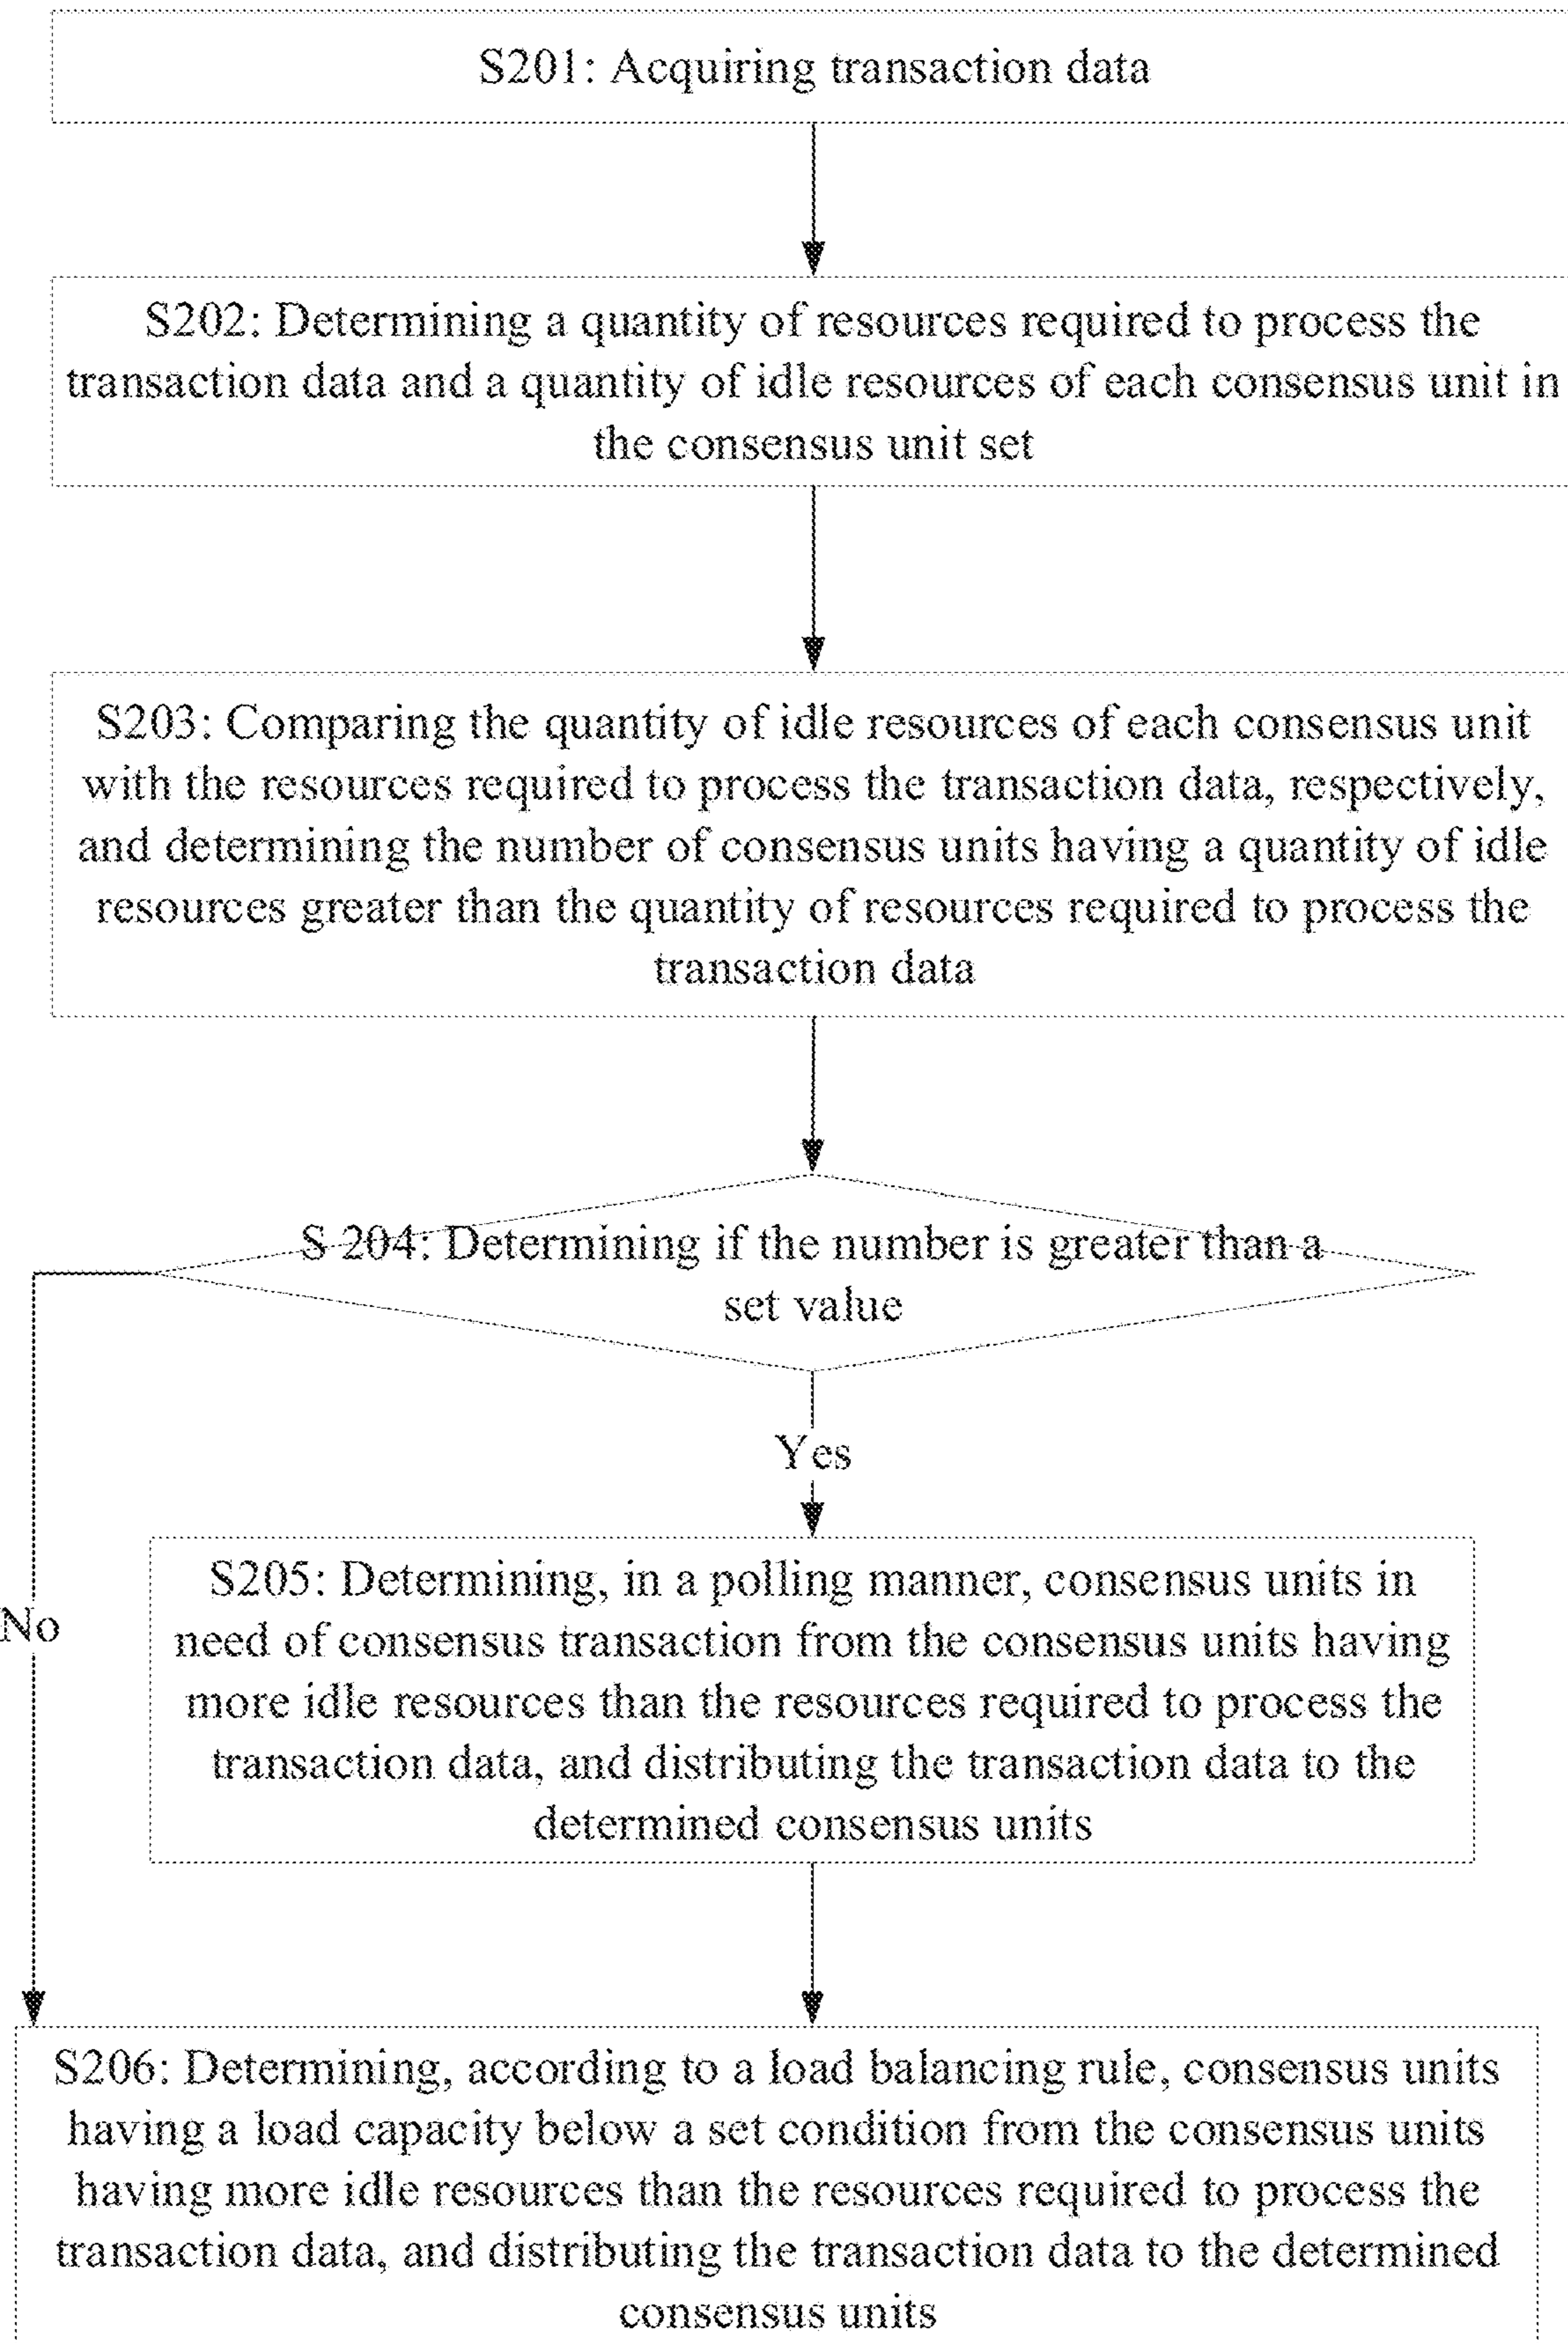 S201: Acquiring transaction data
S202: Determining a quantity of resources required to process the
transaction data and a quantity of idle resources of each consensus unit in
the consensus unit set
S203: Comparing the quantity of idle resources of each consensus unit
with the resources required to process the transaction data, respectively,
and determining the number of consensus units having a quantity of idle
resources greater than the quantity of resources required to process the
transaction data
S 204: Determining if the number is greater than a
set value
Yes
S205: Determining, in a polling manner, consensus units in
need of consensus transaction from the consensus units having
more idle resources than the resources required to process the
transaction data, and distributing the transaction data to the
determined consensus units
No
S206: Determining, according to a load balancing rule, consensus units
having a load capacity below a set condition from the consensus units
having more idle resources than the resources required to process the
transaction data, and distributing the transaction data to the determined
consensus units